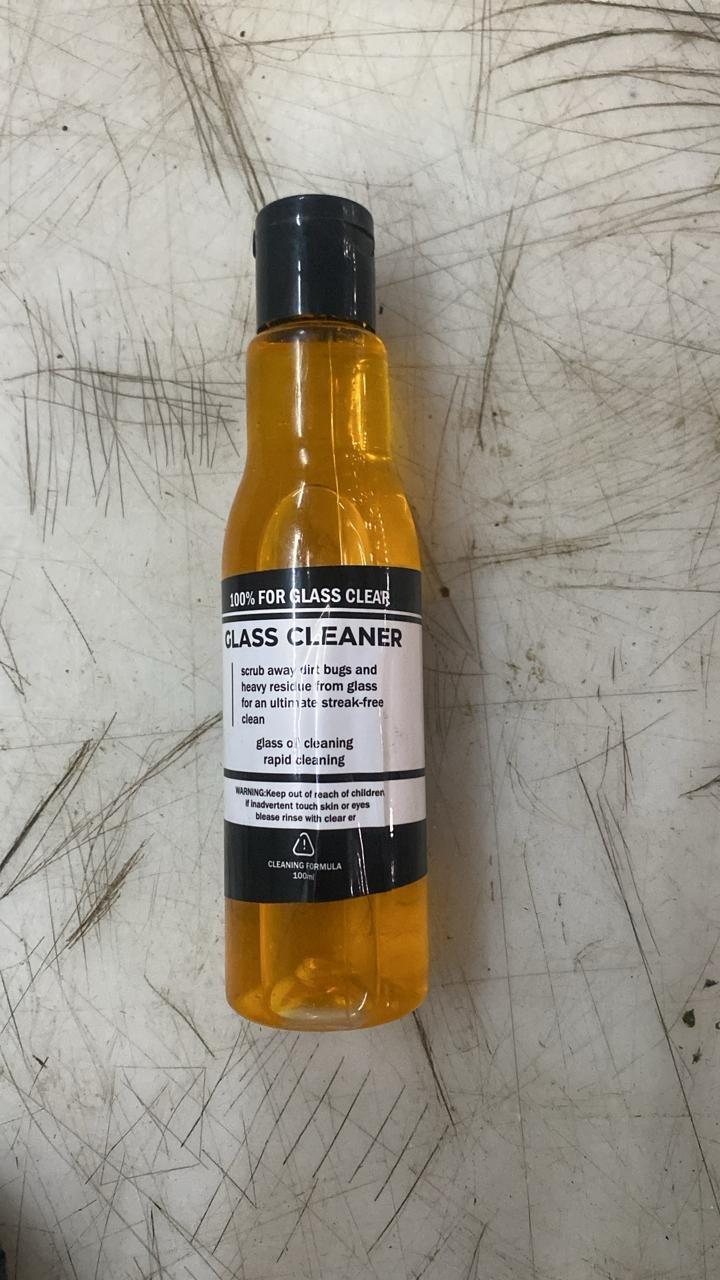 100% FOR GLASS CLEAR
GLASS CLEANER
scrub away dirt bugs and
heavy residue from glass
for an ultimate streak-free
clean
glass oil cleaning
rapid cleaning
WARNING:Keep out of reach of children
if inadvertent touch skin or eyes
please rinse with clear er
CLEANING FORMULA
100ml